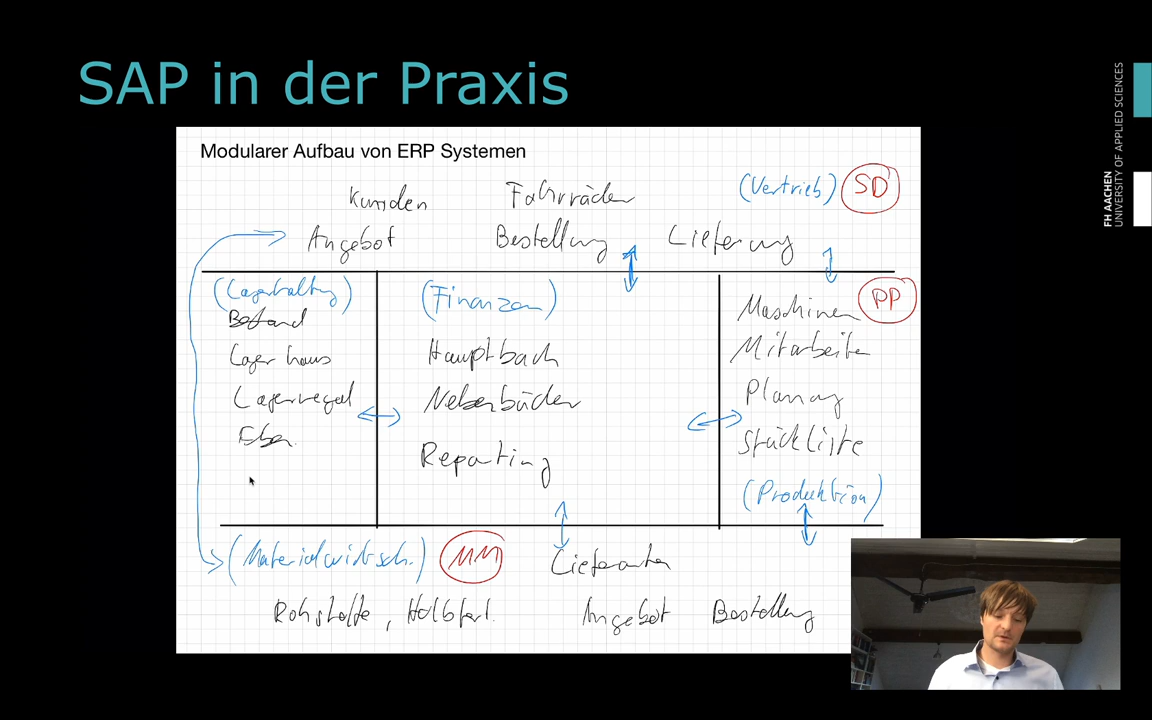 SAP in der Praxis
FH AACHEN
UNIVERSITY OF APPLIED SCIENCES
Modularer Aufbau von ERP Systemen
Kunden Fahrräder (Vertrieb) SD
Angebot Bestellung Lieferung
(Lagerhaltung)
Bestand
Lagerhaus
Lagerregal
(Finanzen)
Hauptbuch
Nebenbücher
Reporting
Maschinen PP
Mitarbeiter
Planung
Stückliste
(Produktion)
(Materialwirtsch.) MM Lieferanten
Rohstoffe, Halbfert. Angebot Bestellung